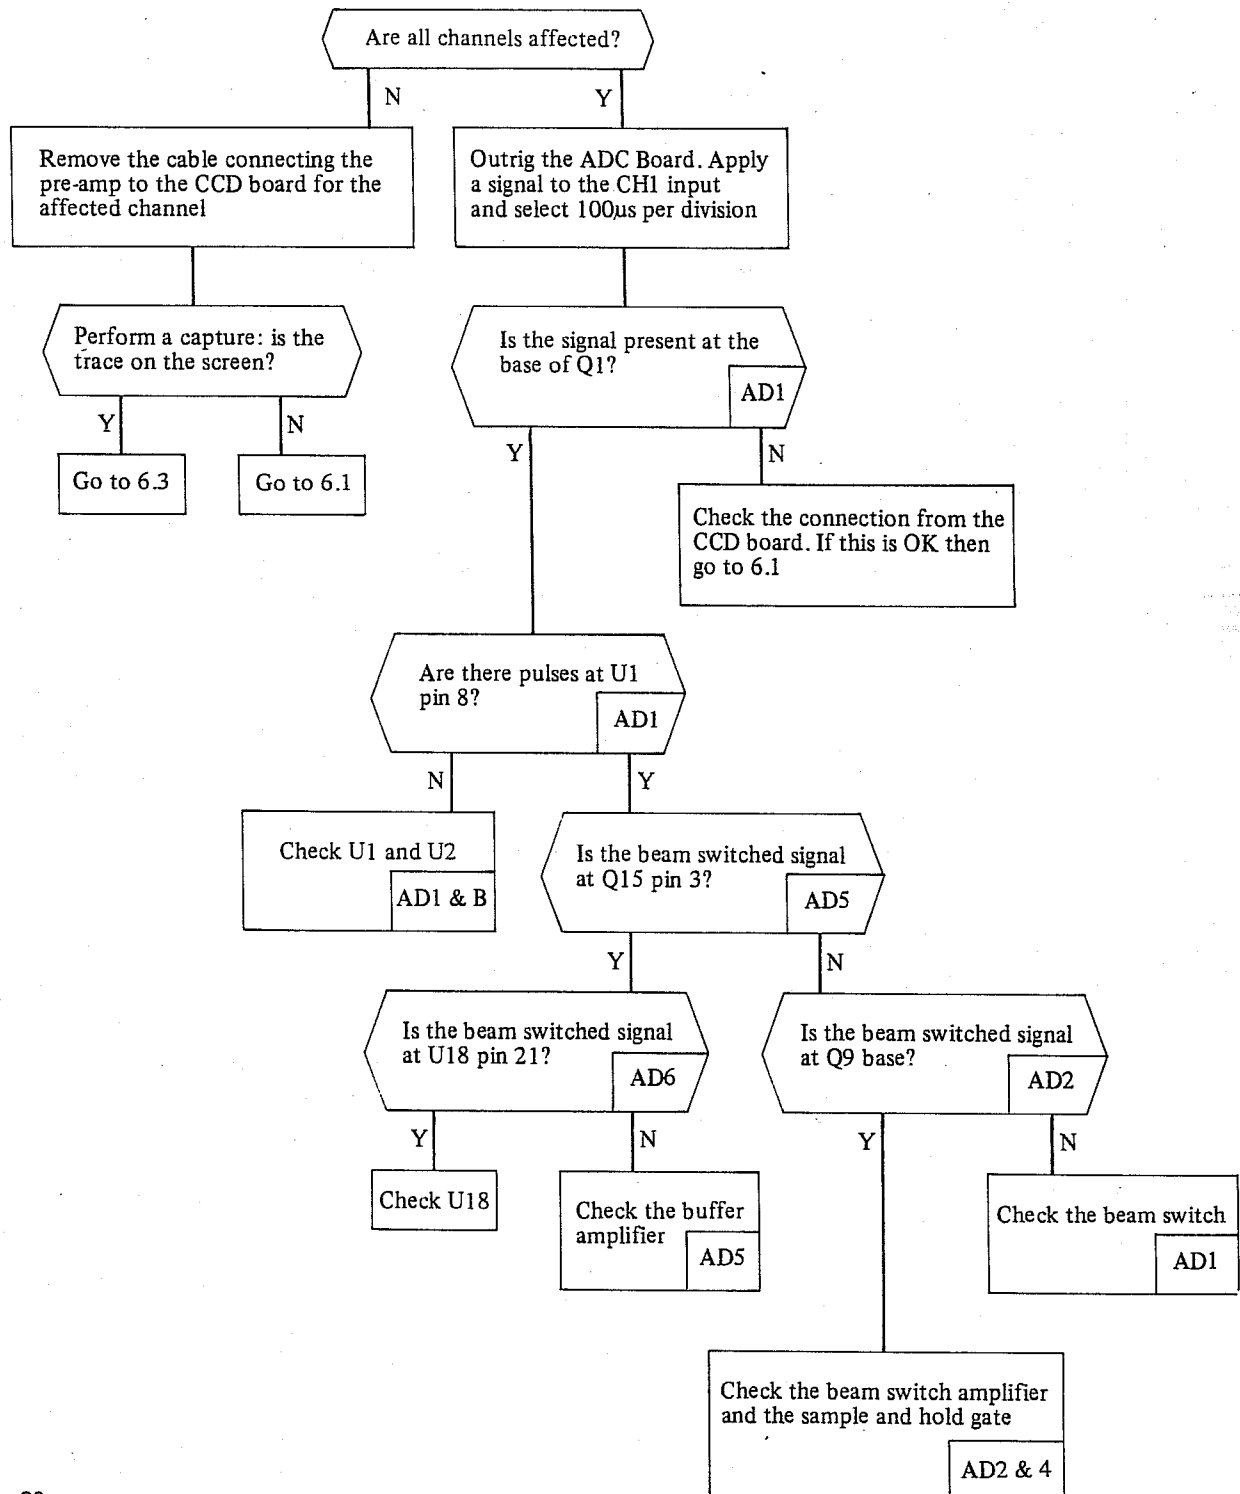 Are all channels affected?
N
Y
Remove the cable connecting the
pre-amp to the CCD board for the
affected channel
Outrig the ADC Board. Apply
a signal to the CH1 input
and select 100µs per division
Perform a capture: is the
trace on the screen?
Is the signal present at the
base of Q1?
AD1
Y
N
Go to 6.3
Go to 6.1
Y
N
Check the connection from the
CCD board. If this is OK then
go to 6.1
Are there pulses at U1
pin 8?
AD1
N
Y
Check U1 and U2
AD1 & B
Is the beam switched signal
at Q15 pin 3?
AD5
Y
N
Is the beam switched signal
at U18 pin 21?
AD6
Is the beam switched signal
at Q9 base?
AD2
Y
N
Y
N
Check U18
Check the buffer
amplifier
AD5
Check the beam switch
AD1
Check the beam switch amplifier
and the sample and hold gate
AD2 & 4